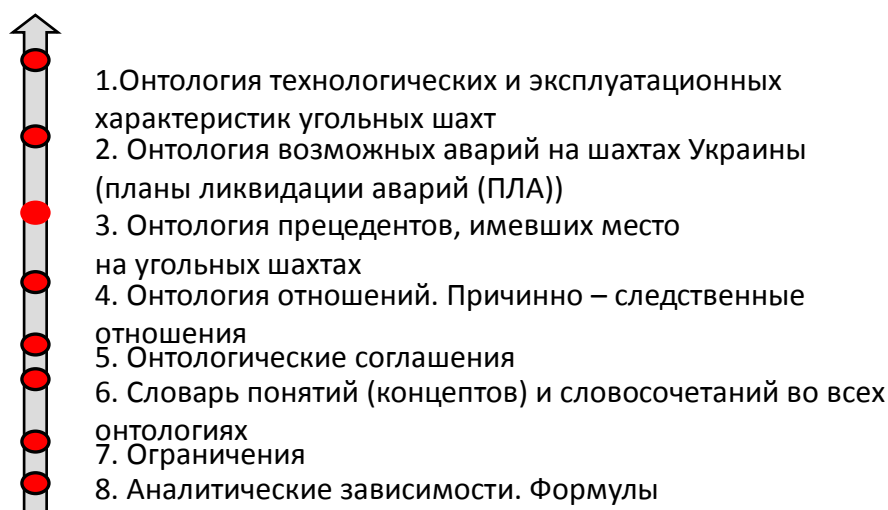 1.Онтология технологических и эксплуатационных
характеристик угольных шахт
2. Онтология возможных аварий на шахтах Украины
(планы ликвидации аварий (ПЛА))
3. Онтология прецедентов, имевших место
на угольных шахтах
4. Онтология отношений. Причинно – следственные
отношения
5. Онтологические соглашения
6. Словарь понятий (концептов) и словосочетаний во всех
онтологиях
7. Ограничения
8. Аналитические зависимости. Формулы